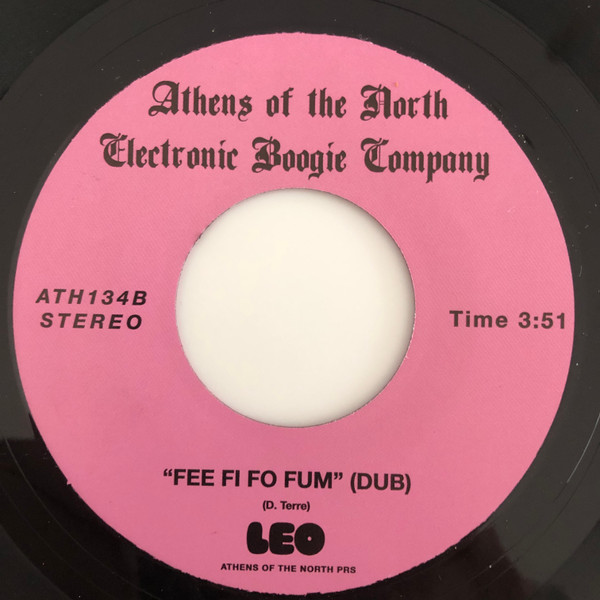 Athens of the North
Electronic Boogie Company
ATH134B
STEREO
Time 3:51
“FEE FI FO FUM” (DUB)
(D. Terre)
LEO
ATHENS OF THE NORTH PRS